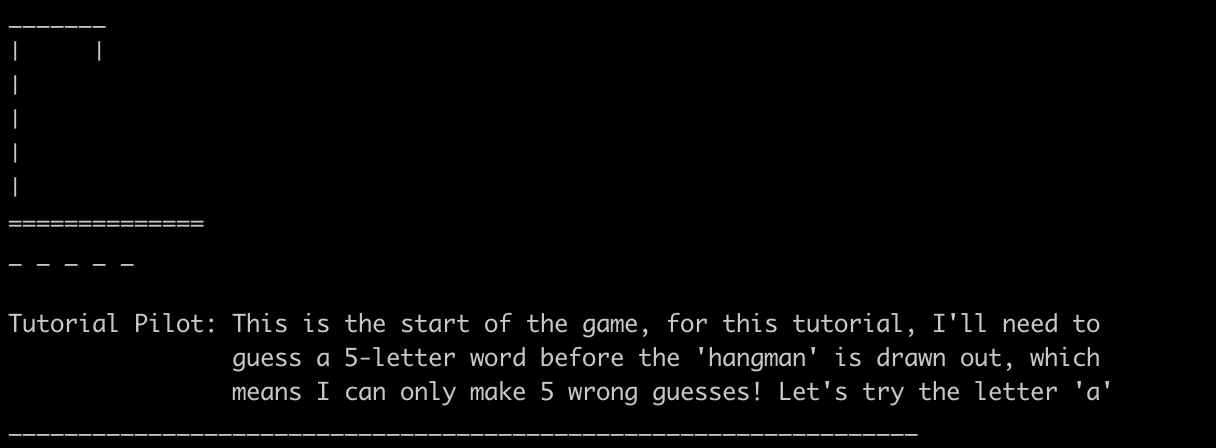 _______
|     |
|
|
|
|
==============
_ _ _ _ _
Tutorial Pilot: This is the start of the game, for this tutorial, I'll need to
guess a 5-letter word before the 'hangman' is drawn out, which
means I can only make 5 wrong guesses! Let's try the letter 'a'
_________________________________________________________________